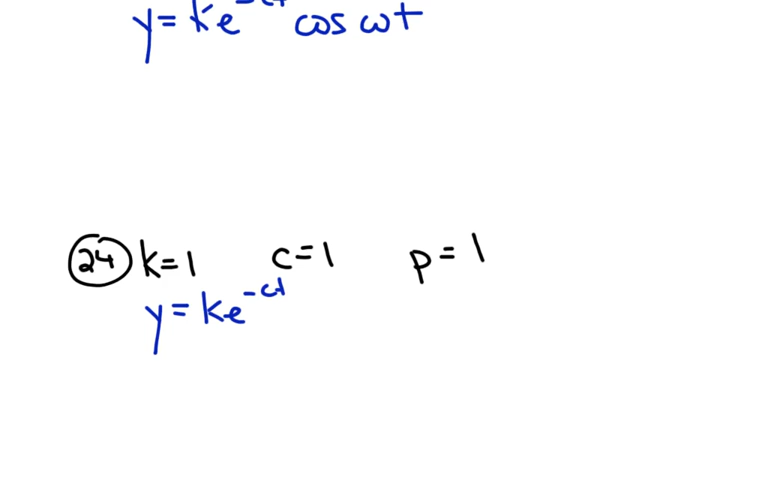 y = ke^-ct cos ωt
24 k=1 c=1 p=1
y = ke^-ct